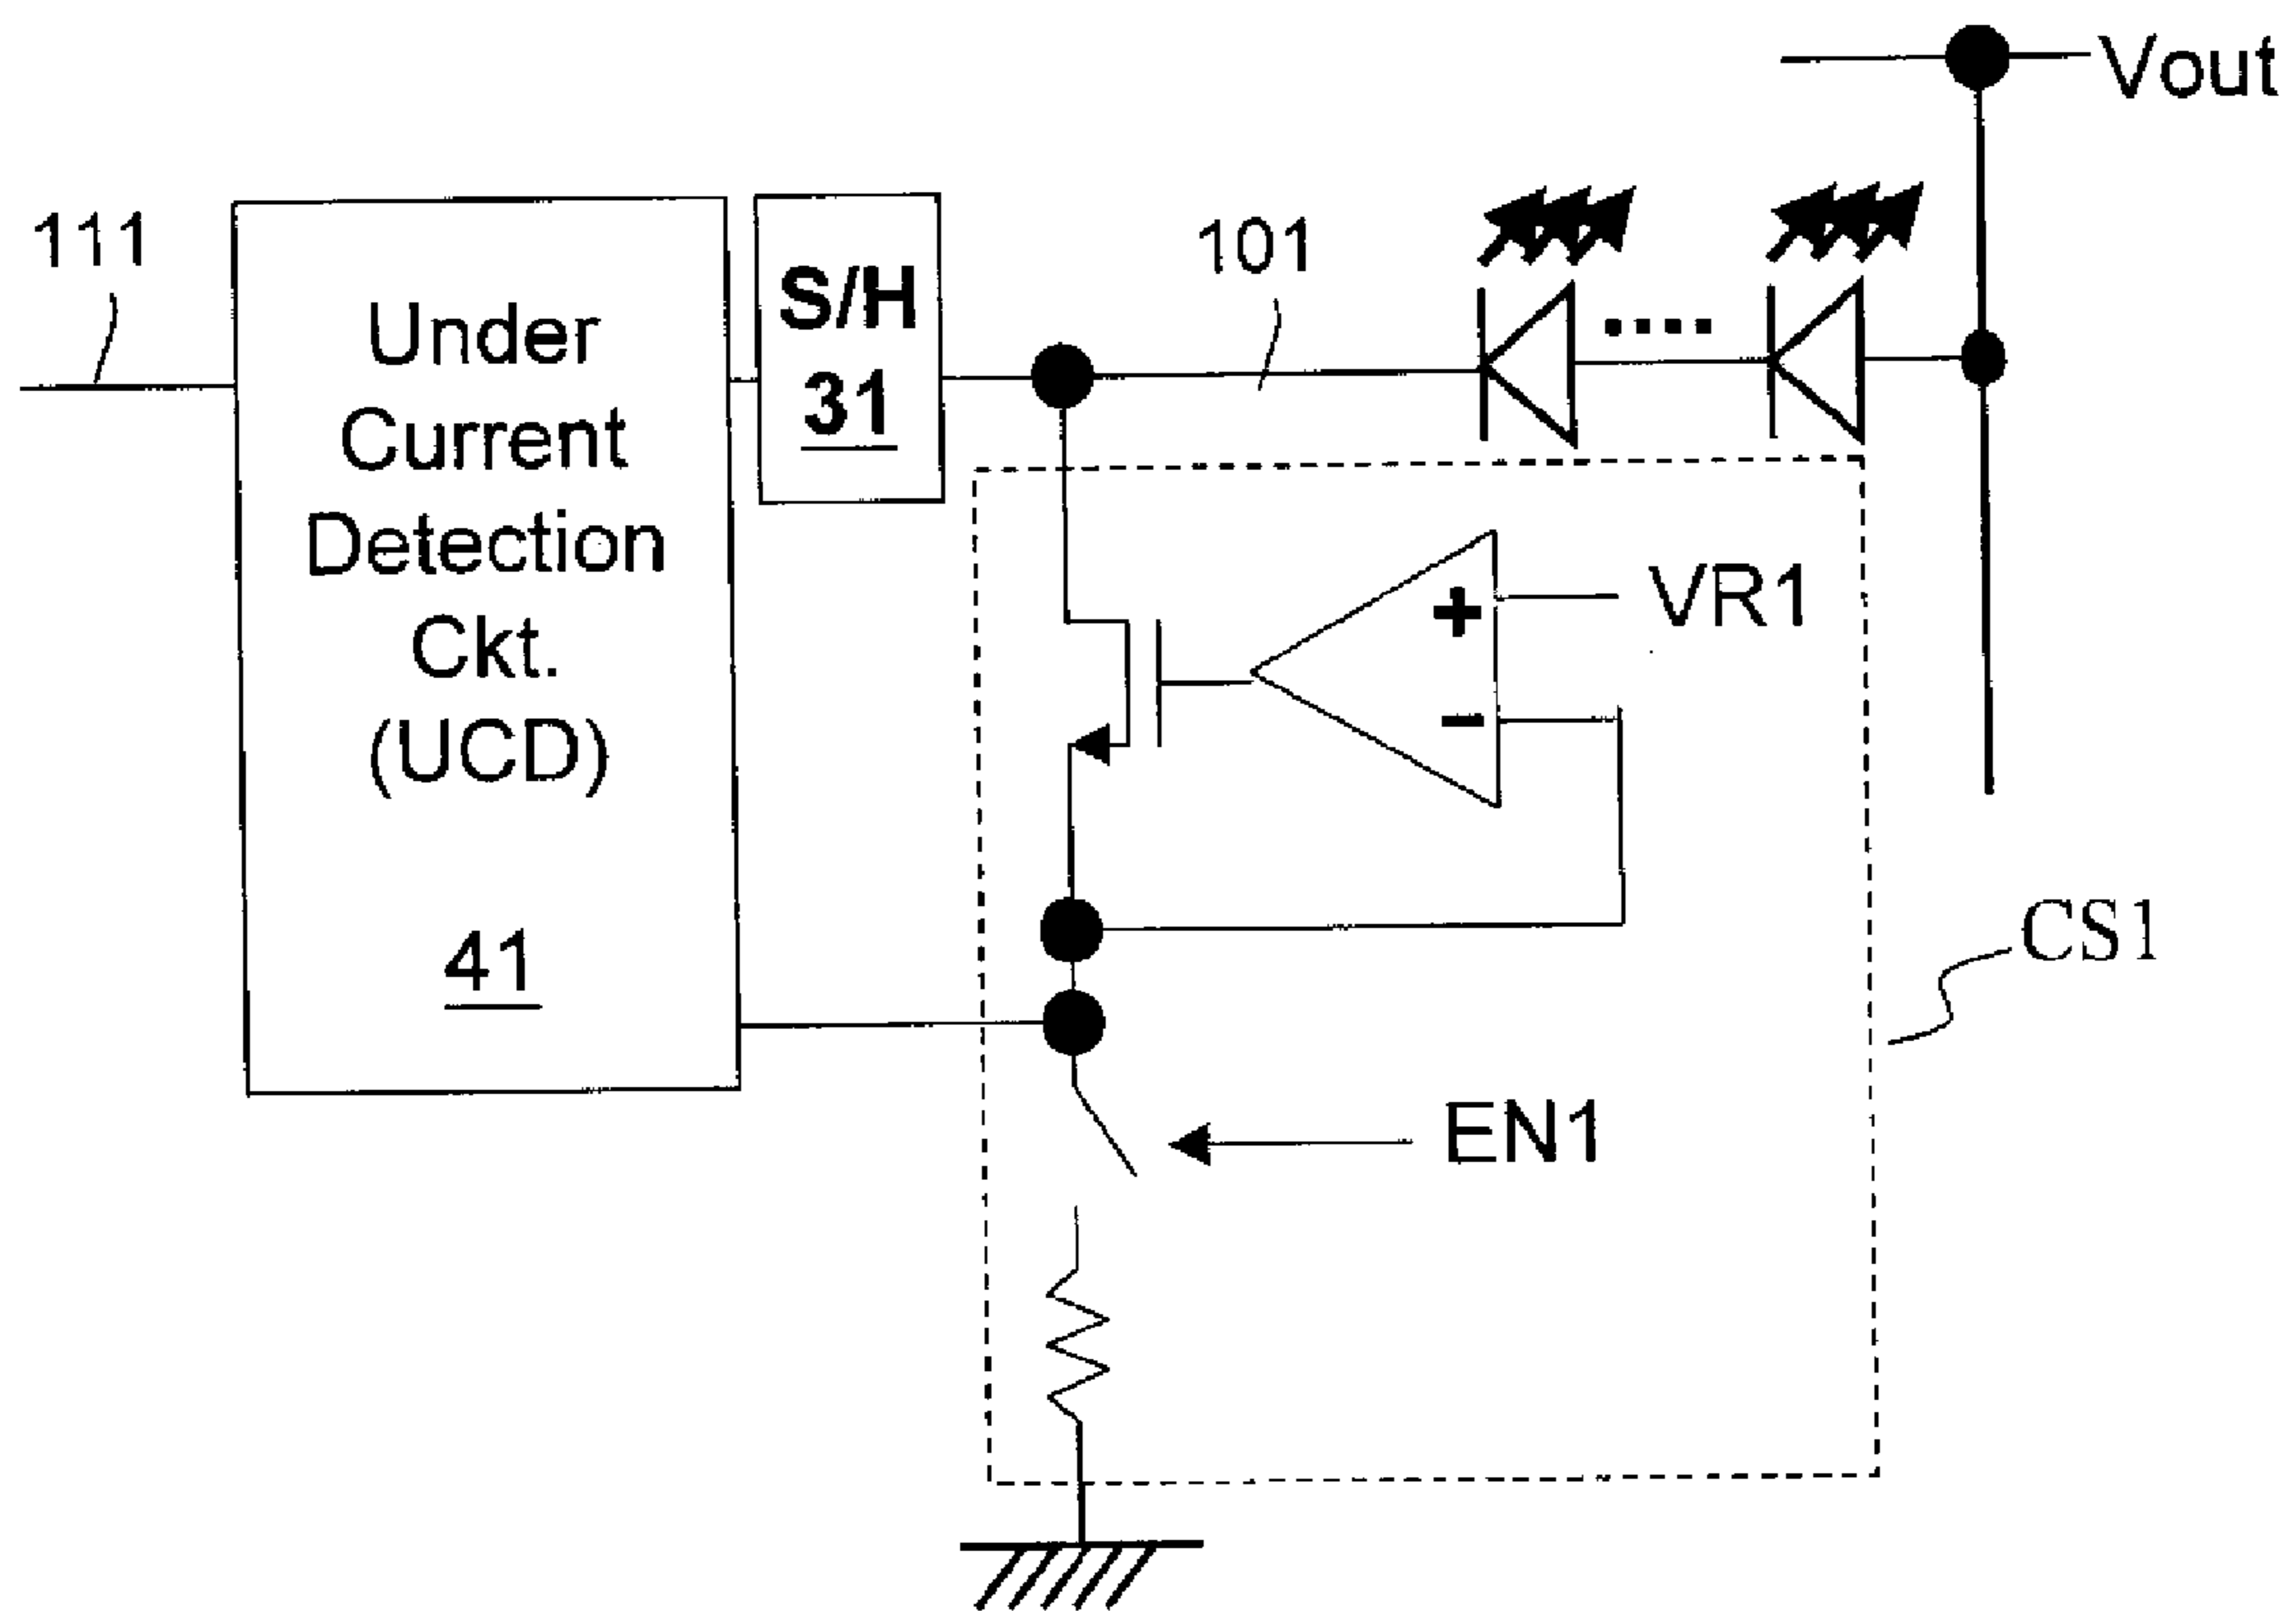 Vout
111
S/H
31
101
Under
Current
Detection
Ckt.
(UCD)
41
+
VR1
-
CS1
EN1